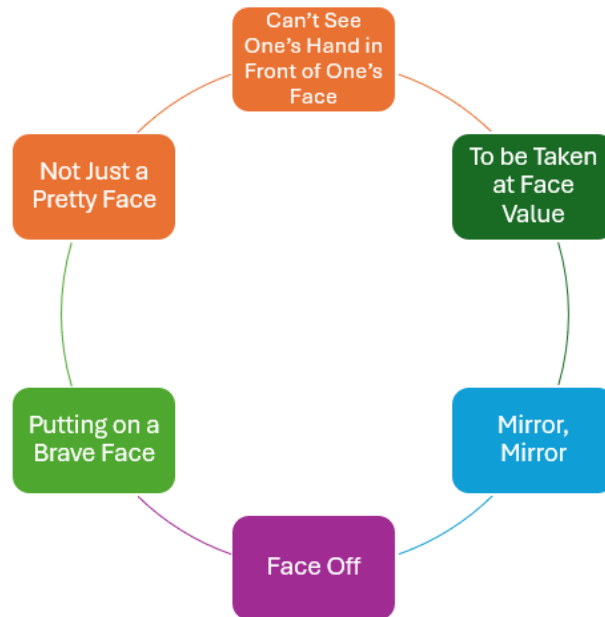 Can’t See
One’s Hand in
Front of One’s
Face
To be Taken
at Face
Value
Mirror,
Mirror
Face Off
Putting on a
Brave Face
Not Just a
Pretty Face